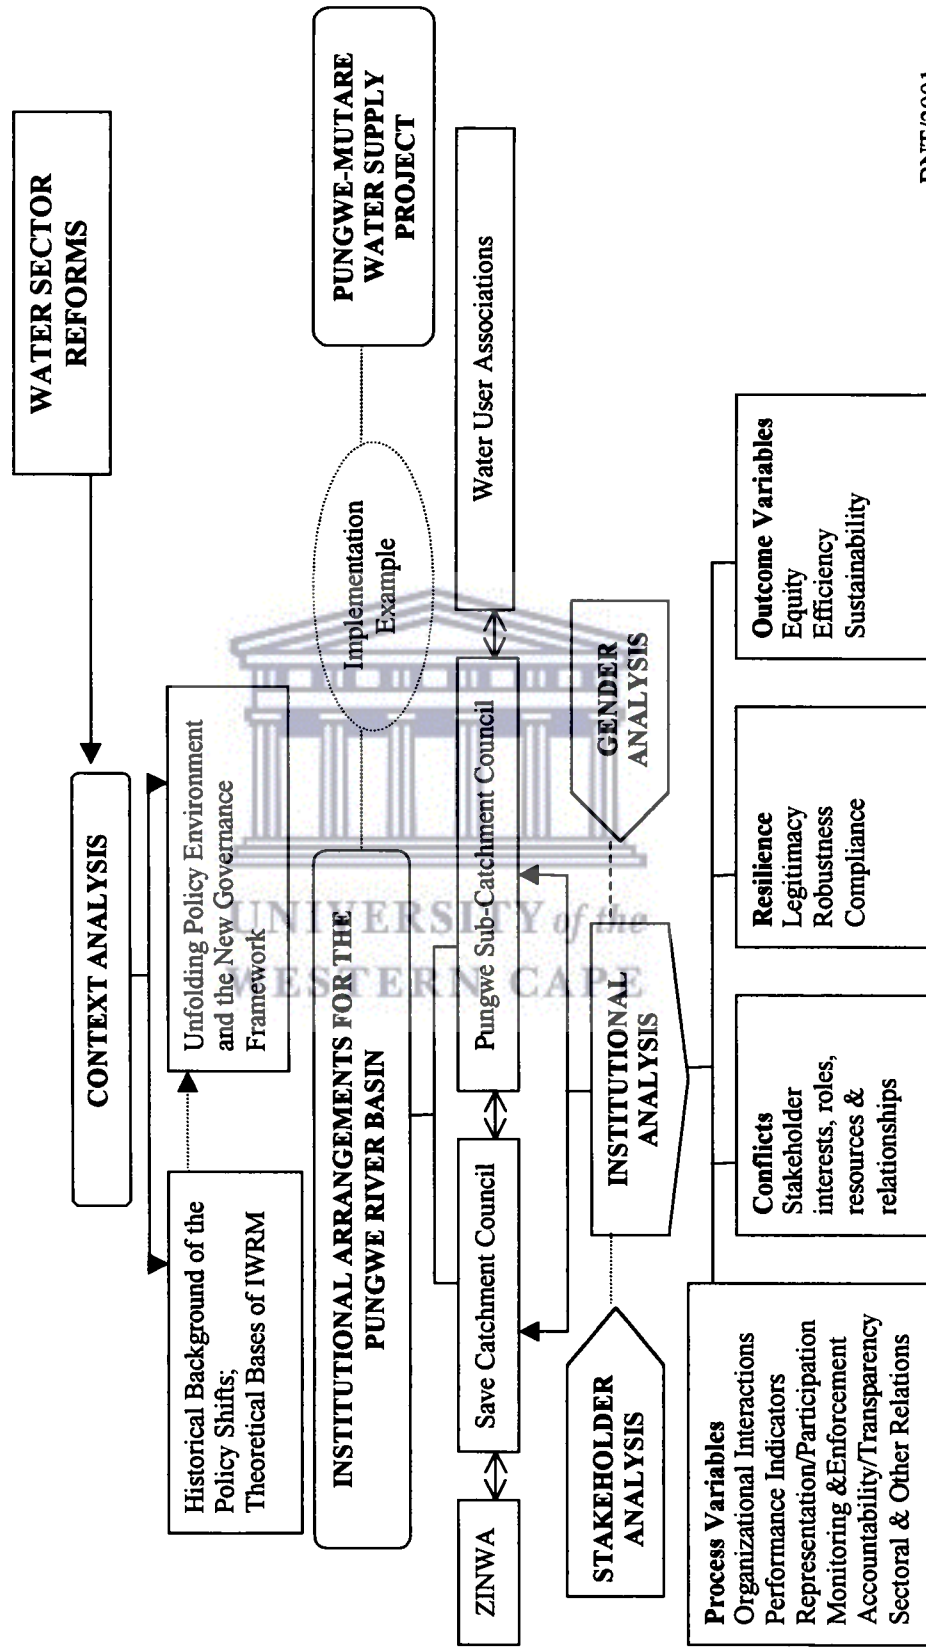 WATER SECTOR
REFORMS
CONTEXT ANALYSIS
Historical Background of the
Policy Shifts;
Theoretical Bases of IWRM
Unfolding Policy Environment
and the New Governance
Framework
INSTITUTIONAL ARRANGEMENTS FOR THE
PUNGWE RIVER BASIN
Implementation
Example
PUNGWE-MUTARE
WATER SUPPLY
PROJECT
ZINWA
Save Catchment Council
Pungwe Sub-Catchment Council
Water User Associations
STAKEHOLDER
ANALYSIS
INSTITUTIONAL
ANALYSIS
GENDER
ANALYSIS
Process Variables
Organizational Interactions
Performance Indicators
Representation/Participation
Monitoring &Enforcement
Accountability/Transparency
Sectoral & Other Relations
Conflicts
Stakeholder
interests, roles,
resources &
relationships
Resilience
Legitimacy
Robustness
Compliance
Outcome Variables
Equity
Efficiency
Sustainability
UNIVERSITY of the
WESTERN CAPE